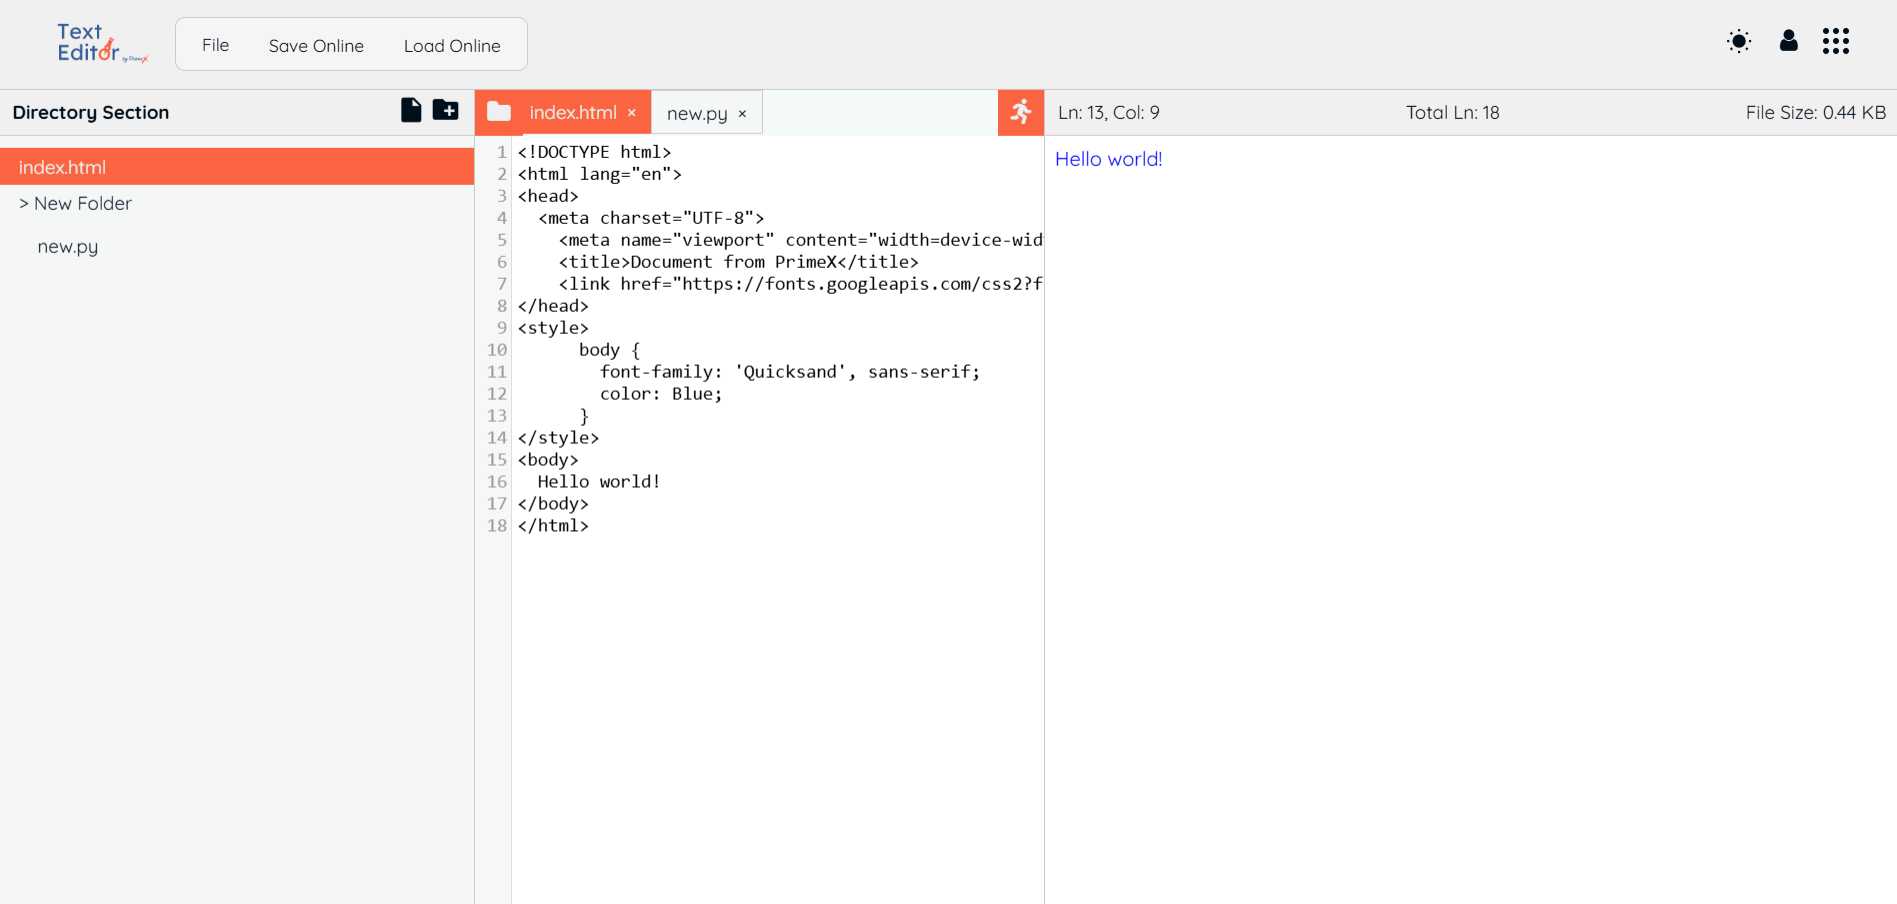 Text
Editor by PrimeX
File
Save Online
Load Online
Directory Section
index.html ×
new.py ×
Ln: 13, Col: 9
Total Ln: 18
File Size: 0.44 KB
index.html
> New Folder
new.py
1 <!DOCTYPE html>
2 <html lang="en">
3 <head>
4   <meta charset="UTF-8">
5     <meta name="viewport" content="width=device-wid
6     <title>Document from PrimeX</title>
7     <link href="https://fonts.googleapis.com/css2?f
8 </head>
9 <style>
10       body {
11         font-family: 'Quicksand', sans-serif;
12         color: Blue;
13       }
14 </style>
15 <body>
16   Hello world!
17 </body>
18 </html>
Hello world!